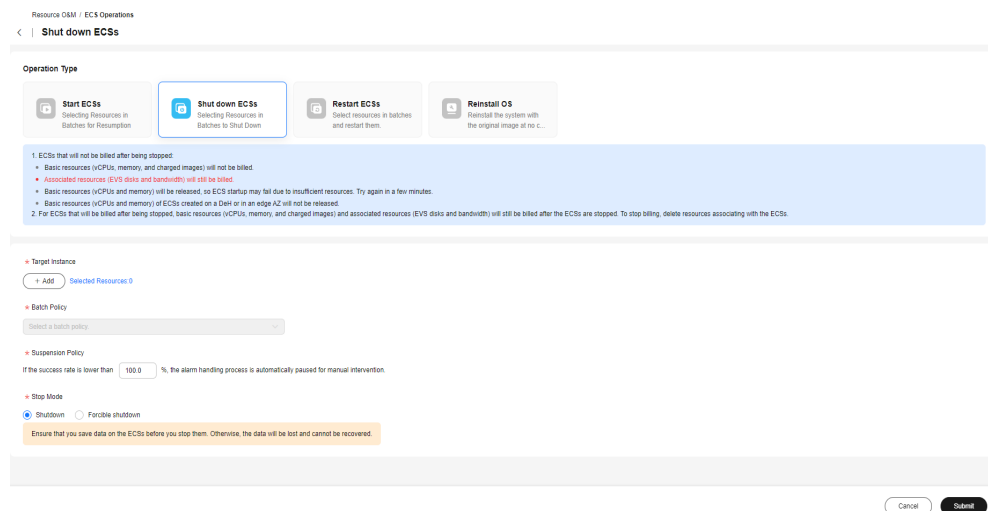 Resource O&M / ECS Operations
Shut down ECSs
Operation Type
Start ECSs
Selecting Resources in
Batches for Resumption
Shut down ECSs
Selecting Resources in
Batches to Shut Down
Restart ECSs
Select resources in batches
and restart them.
Reinstall OS
Reinstall the system with
the original image at no c...
1. ECSs that will not be billed after being stopped:
Basic resources (vCPUs, memory, and charged images) will not be billed.
Associated resources (EVS disks and bandwidth) will still be billed.
Basic resources (vCPUs and memory) will be released, so ECS startup may fail due to insufficient resources. Try again in a few minutes.
Basic resources (vCPUs and memory) of ECSs created on a DeH or in an edge AZ will not be released.
2. For ECSs that will be billed after being stopped, basic resources (vCPUs, memory, and charged images) and associated resources (EVS disks and bandwidth) will still be billed after the ECSs are stopped. To stop billing, delete resources associating with the ECSs.
* Target Instance
+ Add Selected Resources:0
* Batch Policy
Select a batch policy.
* Suspension Policy
If the success rate is lower than 100.0 %, the alarm handling process is automatically paused for manual intervention.
* Stop Mode
Shutdown Forcible shutdown
Ensure that you save data on the ECSs before you stop them. Otherwise, the data will be lost and cannot be recovered.
Cancel Submit